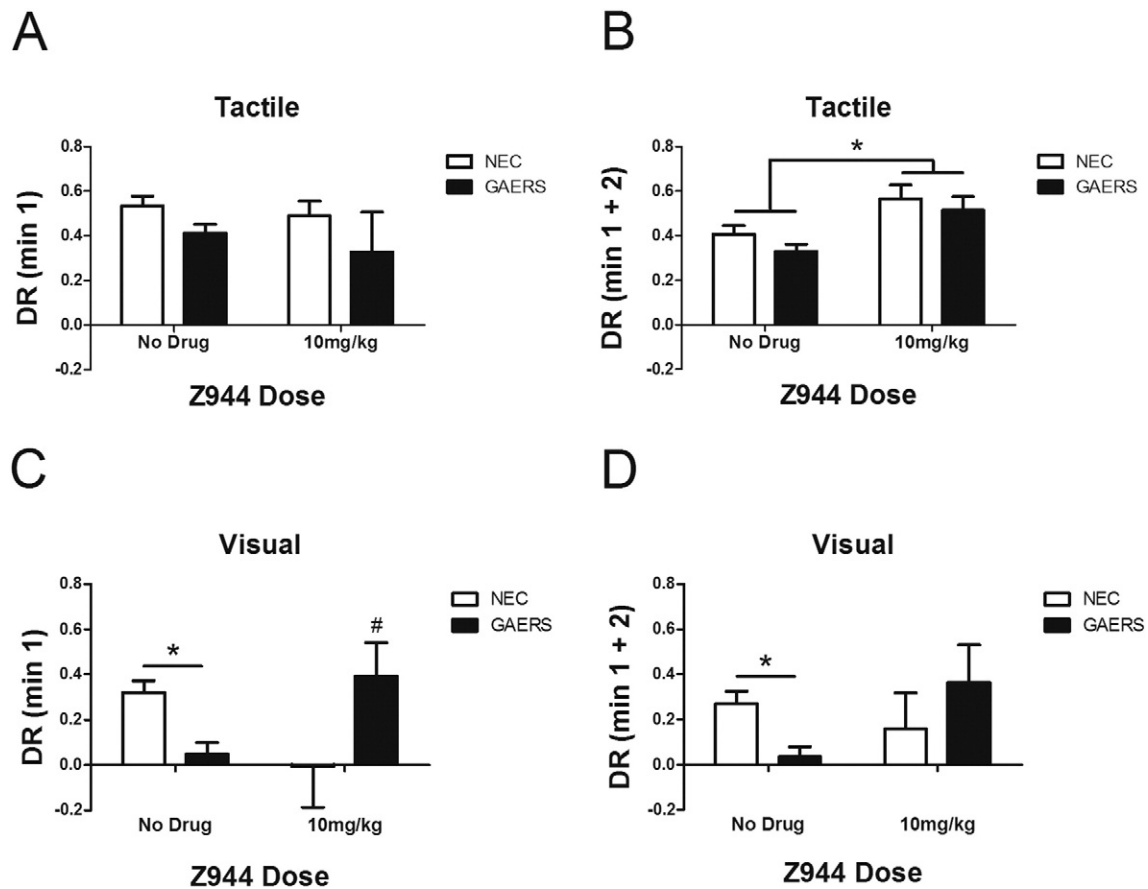 A
Tactile
DR (min 1)
0.8
0.6
0.4
0.2
0.0
-0.2
No Drug
10mg/kg
Z944 Dose
NEC
GAERS
B
Tactile
DR (min 1 + 2)
0.8
0.6
0.4
0.2
0.0
-0.2
*
No Drug
10mg/kg
Z944 Dose
NEC
GAERS
C
Visual
DR (min 1)
0.8
0.6
0.4
0.2
0.0
-0.2
*
#
No Drug
10mg/kg
Z944 Dose
NEC
GAERS
D
Visual
DR (min 1 + 2)
0.8
0.6
0.4
0.2
0.0
-0.2
*
No Drug
10mg/kg
Z944 Dose
NEC
GAERS